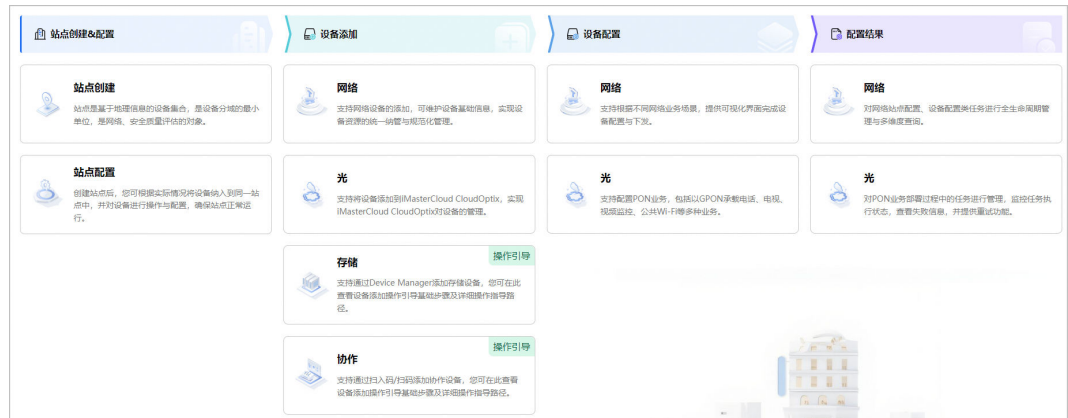 站点创建&配置
设备添加
设备配置
配置结果
站点创建
站点是基于地理信息的设备集合，是设备分域的最小
单位，是网络、安全质量评估的对象。
网络
支持网络设备的添加，可维护设备基础信息，实现设
备资源的统一纳管与规范化管理。
网络
支持根据不同网络业务场景，提供可视化界面完成设
备配置与下发。
网络
对网络站点配置、设备配置类任务进行全生命周期管
理与多维度查询。
站点配置
创建站点后，您可根据实际情况将设备纳入到同一站
点中，并对设备进行操作与配置，确保站点正常运
行。
光
支持将设备添加到iMasterCloud CloudOptix，实现
iMasterCloud CloudOptix对设备的管理。
光
支持配置PON业务，包括以GPON承载电话、电视、
视频监控、公共Wi-Fi等多种业务。
光
对PON业务部署过程中的任务进行管理，监控任务执
行状态，查看失败信息，并提供重试功能。
操作引导
存储
支持通过Device Manager添加存储设备，您可在此
查看设备添加操作引导基础步骤及详细操作指导路
径。
操作引导
协作
支持通过扫入码/扫码添加协作设备，您可在此查看
设备添加操作引导基础步骤及详细操作指导路径。